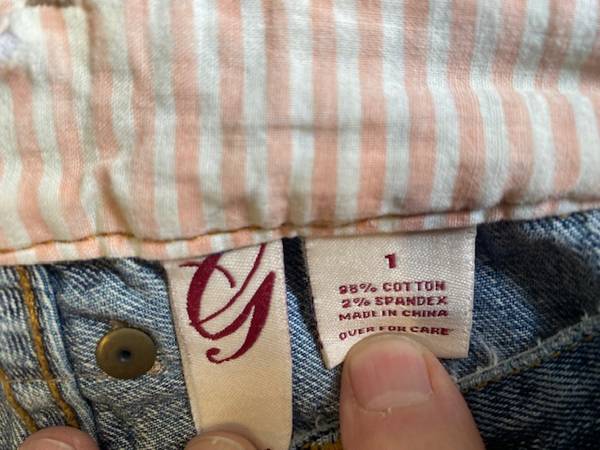 G
1
98% COTTON
2% SPANDEX
MADE IN CHINA
OVER FOR CARE